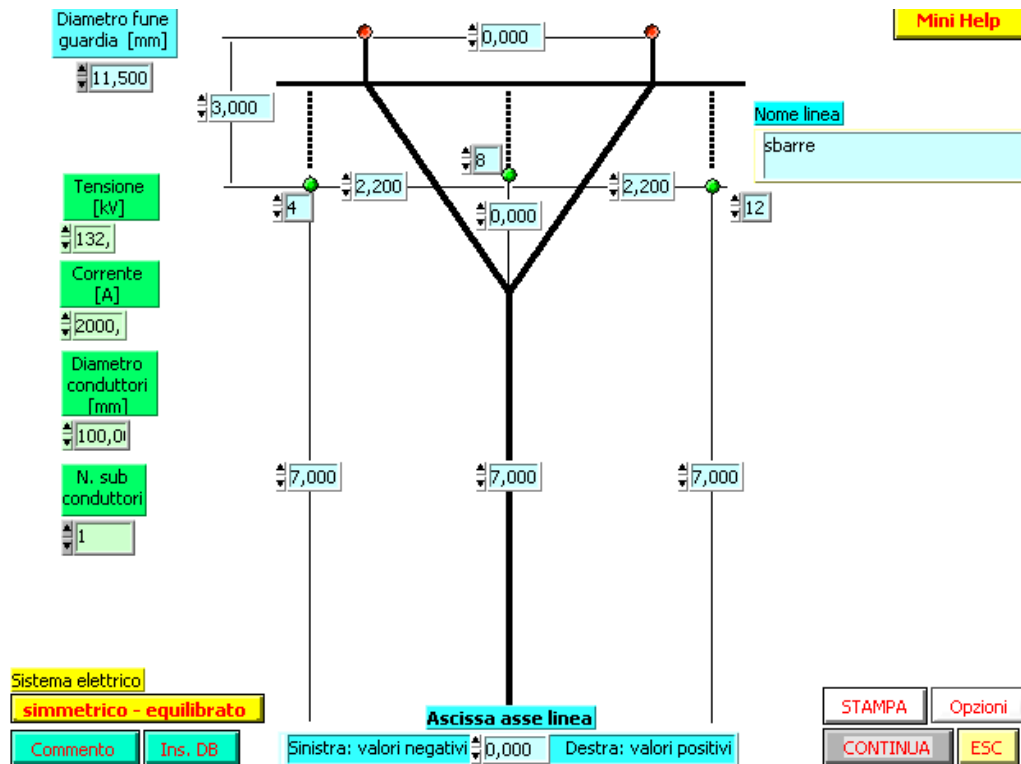 Diametro fune
guardia [mm]
11,500
0,000
Mini Help
3,000
Nome linea
sbarre
8
Tensione
[kV]
132,
2,200
2,200
4
0,000
12
Corrente
[A]
2000,
Diametro
conduttori
[mm]
100,0
N. sub
conduttori
1
7,000
7,000
7,000
Sistema elettrico
simmetrico - equilibrato
Commento
Ins. DB
Ascissa asse linea
Sinistra: valori negativi
0,000
Destra: valori positivi
STAMPA
Opzioni
CONTINUA
ESC